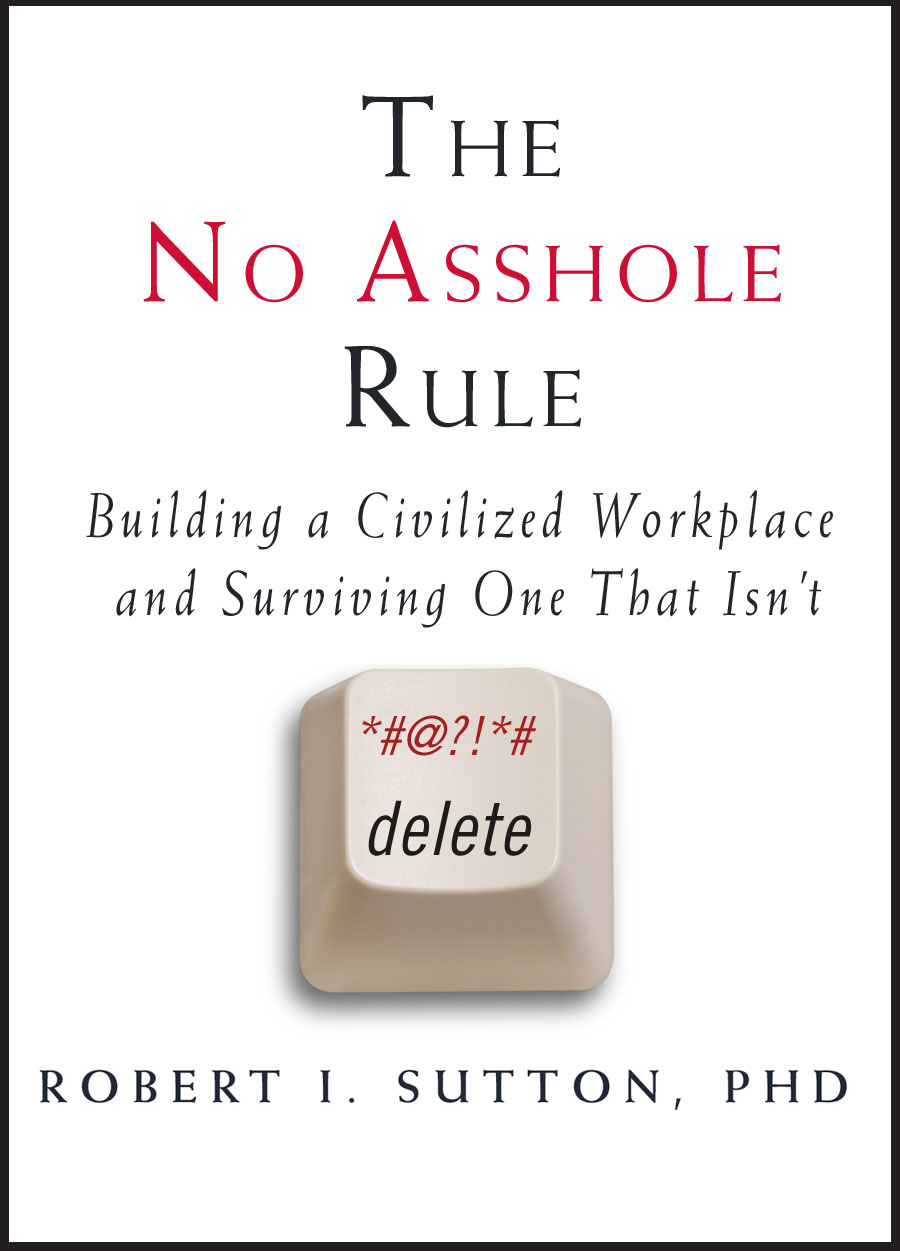 THE
NO ASSHOLE
RULE
Building a Civilized Workplace
and Surviving One That Isn't
*#@?!*#
delete
ROBERT I. SUTTON, PHD